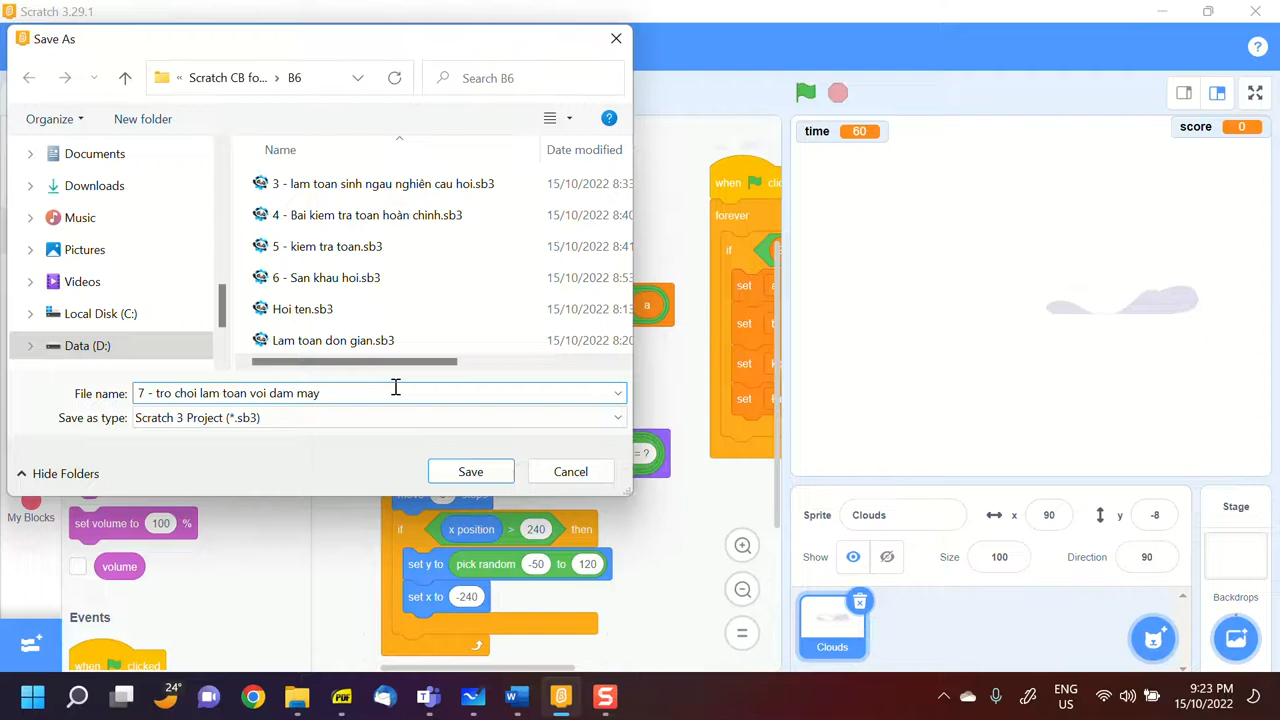 Scratch 3.29.1
Save As
« Scratch CB fo... › B6
Search B6
Organize
New folder
Name
Date modified
Documents
Downloads
Music
Pictures
Videos
Local Disk (C:)
Data (D:)
3 - lam toan sinh ngau nghiên cau hoi.sb3
15/10/2022 8:33
4 - Bai kiem tra toan hoàn chinh.sb3
15/10/2022 8:40
5 - kiem tra toan.sb3
15/10/2022 8:41
6 - San khau hoi.sb3
15/10/2022 8:53
Hoi ten.sb3
15/10/2022 8:13
Lam toan don gian.sb3
15/10/2022 8:20
File name:
7 - tro choi lam toan voi dam may
Save as type:
Scratch 3 Project (*.sb3)
Hide Folders
Save
Cancel
time 60
score 0
when
forever
if
set
set
set
set
a
= ?
My Blocks
set volume to 100 %
volume
Events
when clicked
if x position > 240 then
set y to pick random -50 to 120
set x to -240
Sprite
Clouds
x 90
y -8
Show
Size 100
Direction 90
Clouds
Stage
Backdrops
24°
PDF
ENG
US
9:23 PM
15/10/2022